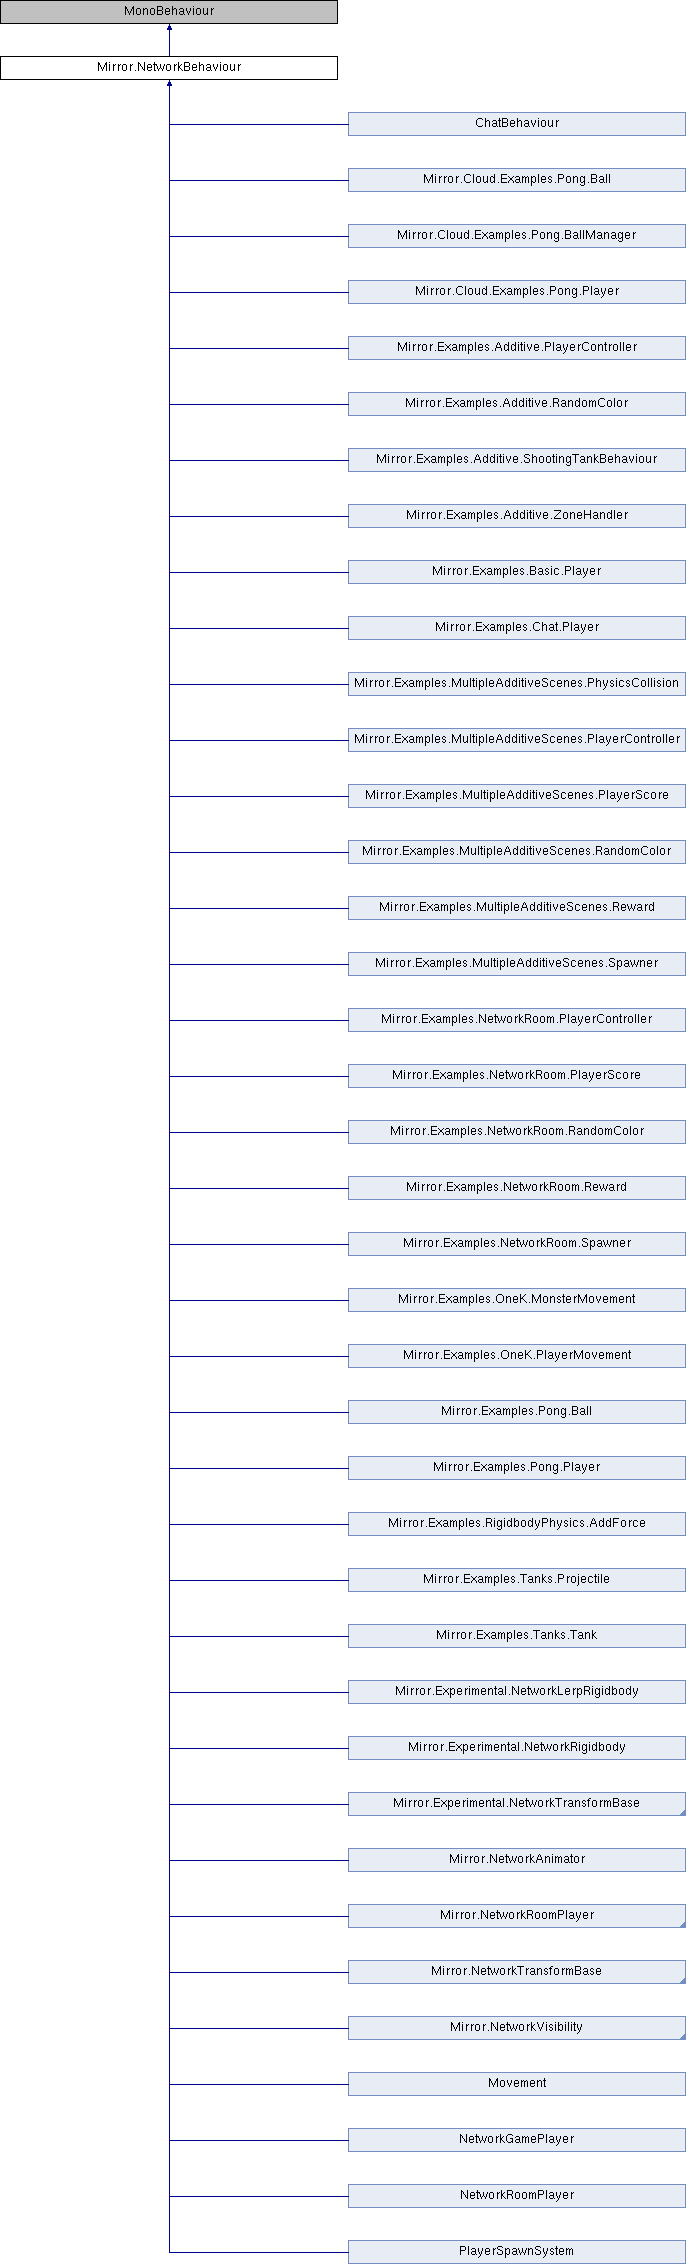 MonoBehaviour
Mirror.NetworkBehaviour
ChatBehaviour
Mirror.Cloud.Examples.Pong.Ball
Mirror.Cloud.Examples.Pong.BallManager
Mirror.Cloud.Examples.Pong.Player
Mirror.Examples.Additive.PlayerController
Mirror.Examples.Additive.RandomColor
Mirror.Examples.Additive.ShootingTankBehaviour
Mirror.Examples.Additive.ZoneHandler
Mirror.Examples.Basic.Player
Mirror.Examples.Chat.Player
Mirror.Examples.MultipleAdditiveScenes.PhysicsCollision
Mirror.Examples.MultipleAdditiveScenes.PlayerController
Mirror.Examples.MultipleAdditiveScenes.PlayerScore
Mirror.Examples.MultipleAdditiveScenes.RandomColor
Mirror.Examples.MultipleAdditiveScenes.Reward
Mirror.Examples.MultipleAdditiveScenes.Spawner
Mirror.Examples.NetworkRoom.PlayerController
Mirror.Examples.NetworkRoom.PlayerScore
Mirror.Examples.NetworkRoom.RandomColor
Mirror.Examples.NetworkRoom.Reward
Mirror.Examples.NetworkRoom.Spawner
Mirror.Examples.OneK.MonsterMovement
Mirror.Examples.OneK.PlayerMovement
Mirror.Examples.Pong.Ball
Mirror.Examples.Pong.Player
Mirror.Examples.RigidbodyPhysics.AddForce
Mirror.Examples.Tanks.Projectile
Mirror.Examples.Tanks.Tank
Mirror.Experimental.NetworkLerpRigidbody
Mirror.Experimental.NetworkRigidbody
Mirror.Experimental.NetworkTransformBase
Mirror.NetworkAnimator
Mirror.NetworkRoomPlayer
Mirror.NetworkTransformBase
Mirror.NetworkVisibility
Movement
NetworkGamePlayer
NetworkRoomPlayer
PlayerSpawnSystem